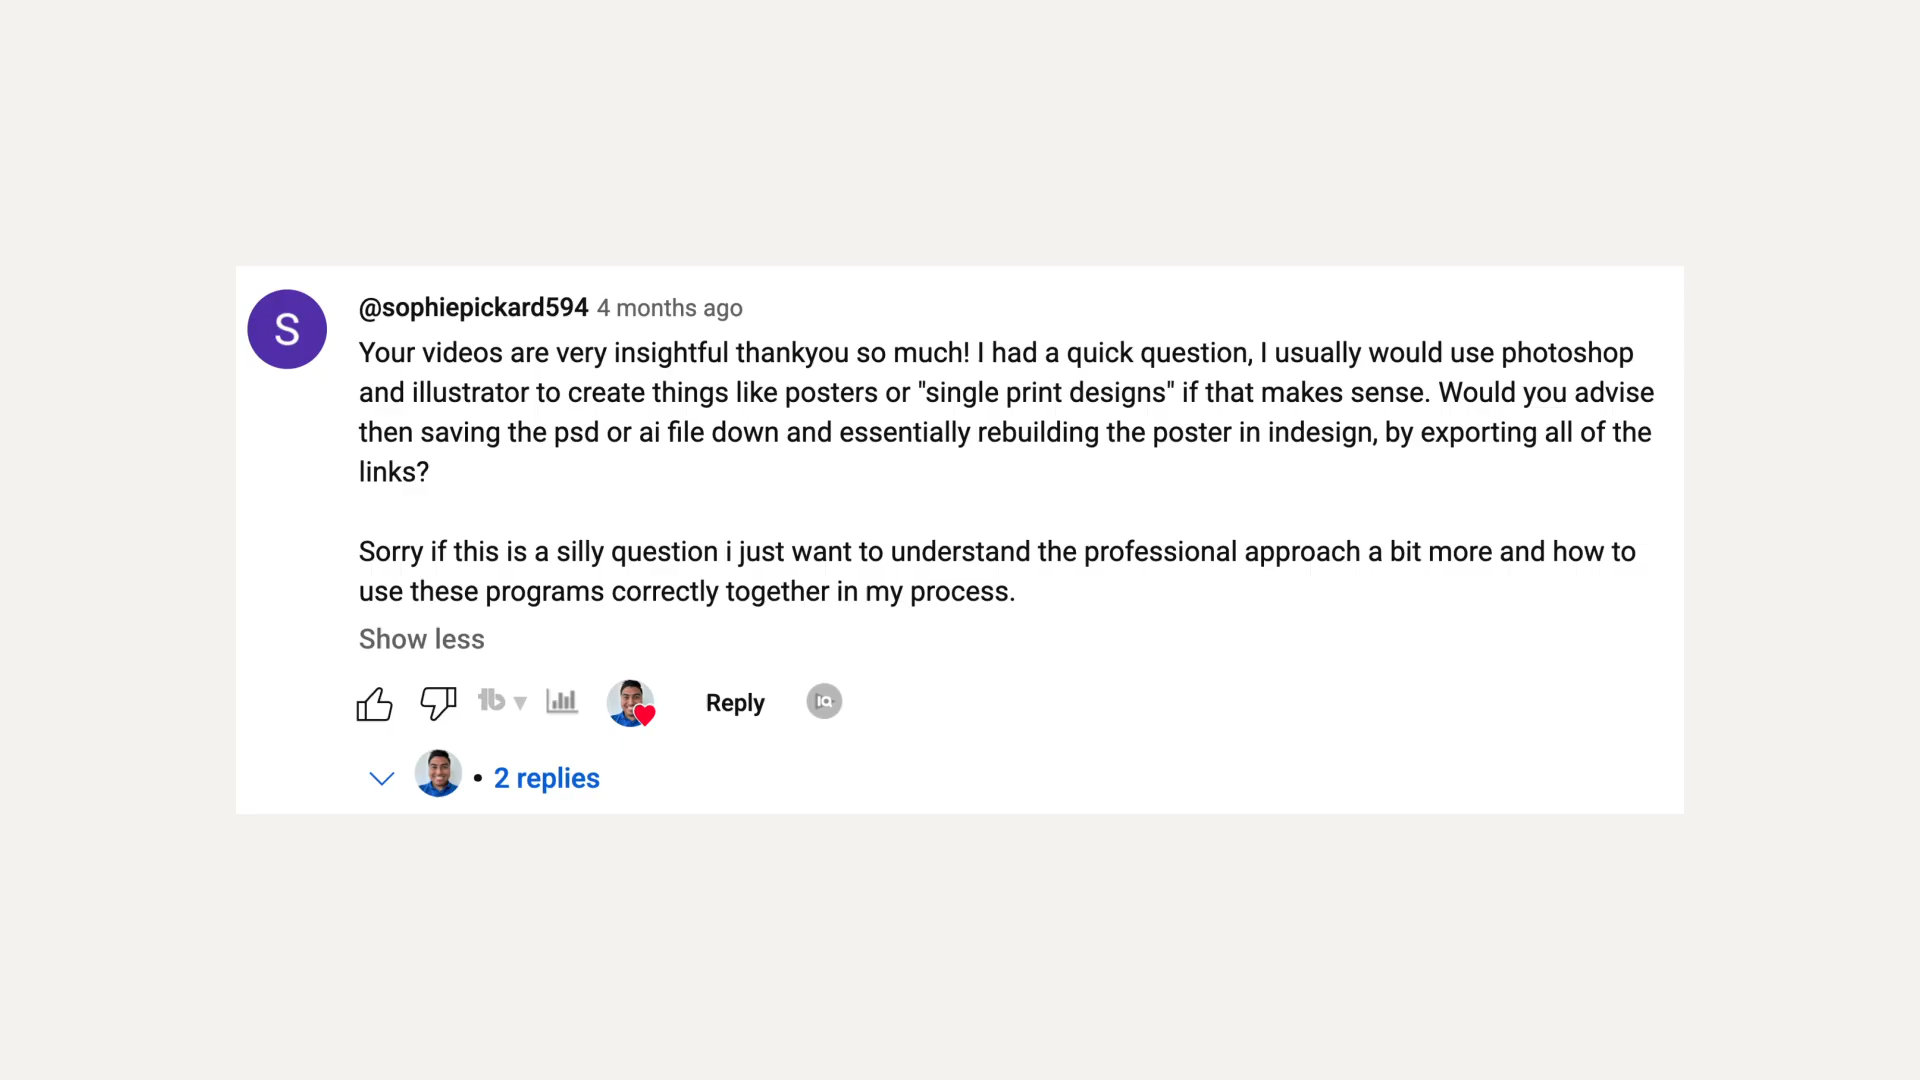 S
@sophiepickard594 4 months ago
Your videos are very insightful thankyou so much! I had a quick question, I usually would use photoshop
and illustrator to create things like posters or "single print designs" if that makes sense. Would you advise
then saving the psd or ai file down and essentially rebuilding the poster in indesign, by exporting all of the
links?
Sorry if this is a silly question i just want to understand the professional approach a bit more and how to
use these programs correctly together in my process.
Show less
tb
Reply
IQ
• 2 replies